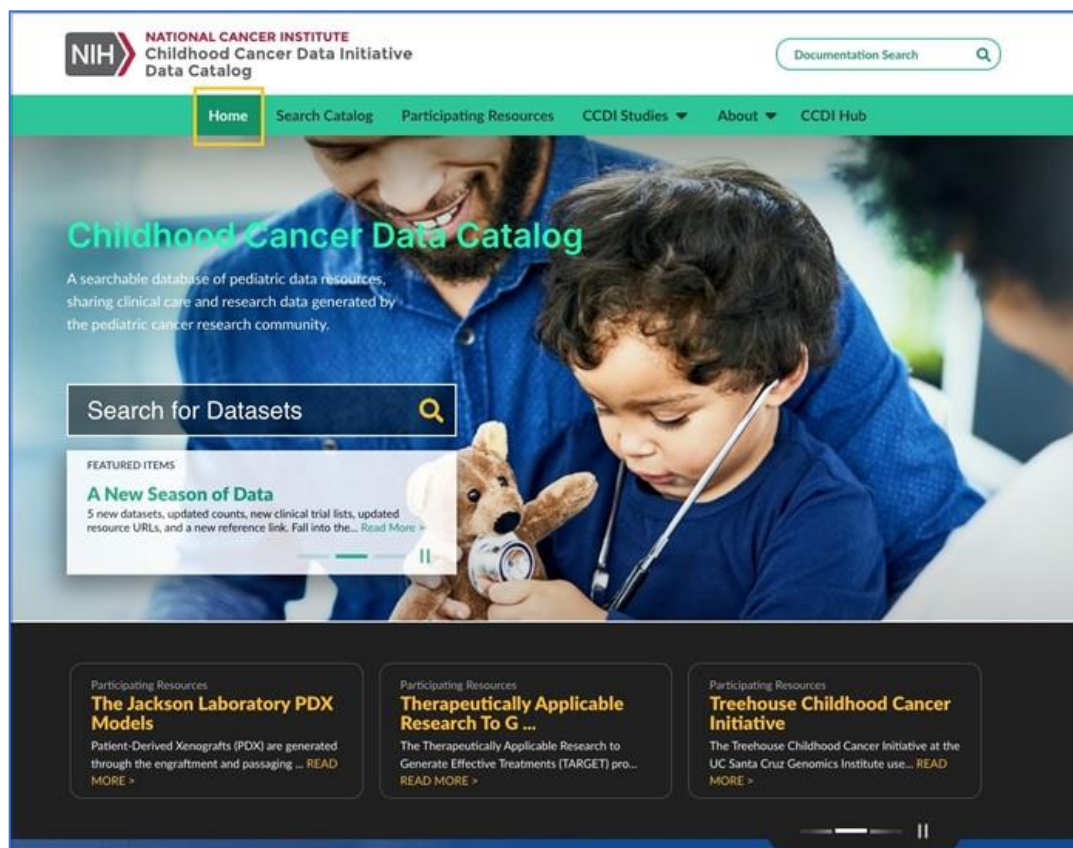 NIH
NATIONAL CANCER INSTITUTE
Childhood Cancer Data Initiative
Data Catalog
Documentation Search
Home
Search Catalog
Participating Resources
CCDI Studies
About
CCDI Hub
Childhood Cancer Data Catalog
A searchable database of pediatric data resources,
sharing clinical care and research data generated by
the pediatric cancer research community.
Search for Datasets
FEATURED ITEMS
A New Season of Data
5 new datasets, updated counts, new clinical trial lists, updated
resource URLs, and a new reference link. Fall into the... Read More >
Participating Resources
The Jackson Laboratory PDX
Models
Patient-Derived Xenografts (PDX) are generated
through the engraftment and passaging ... READ
MORE >
Participating Resources
Therapeutically Applicable
Research To G ...
The Therapeutically Applicable Research to
Generate Effective Treatments (TARGET) pro...
READ MORE >
Participating Resources
Treehouse Childhood Cancer
Initiative
The Treehouse Childhood Cancer Initiative at the
UC Santa Cruz Genomics Institute use... READ
MORE >